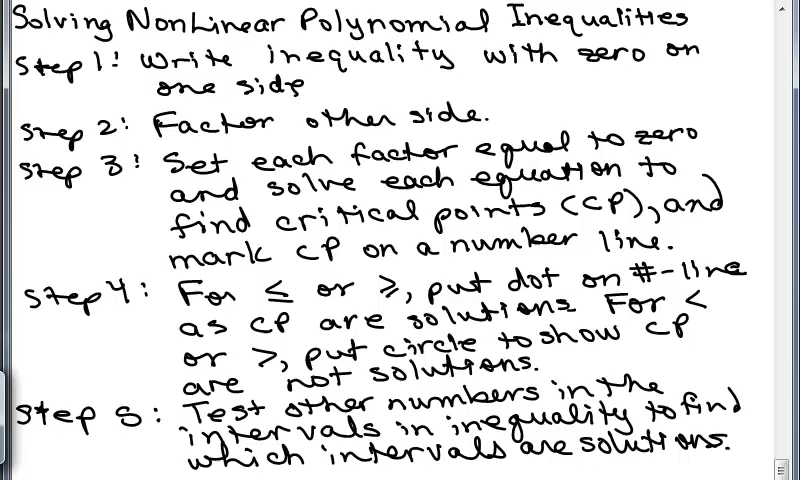 Solving NonLinear Polynomial Inequalities
Step 1: Write inequality with zero on
one side
Step 2: Factor other side.
Step 3: Set each factor equal to zero
and solve each equation to
find critical points (CP), and
mark CP on a number line.
Step 4: For ≤ or ≥, put dot on #-line
as CP are solutions. For <
or >, put circle to show CP
are not solutions.
Step 5: Test other numbers in the
intervals in inequality to find
which intervals are solutions.